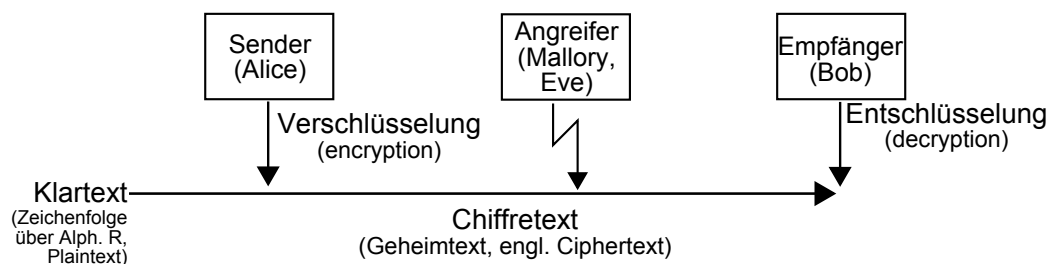 Sender
(Alice)
Angreifer
(Mallory,
Eve)
Empfänger
(Bob)
Verschlüsselung
(encryption)
Entschlüsselung
(decryption)
Klartext
(Zeichenfolge
über Alph. R,
Plaintext)
Chiffretext
(Geheimtext, engl. Ciphertext)